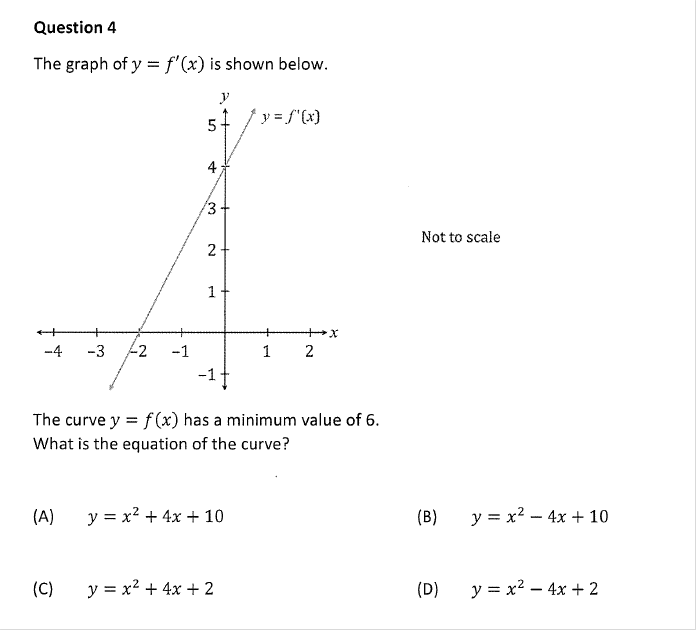 Question 4
The graph of y = f'(x) is shown below.
y
5
y = f'(x)
4
3
Not to scale
2
1
x
-4 -3 -2 -1 1 2
-1
The curve y = f(x) has a minimum value of 6.
What is the equation of the curve?
(A) y = x² + 4x + 10 (B) y = x² − 4x + 10
(C) y = x² + 4x + 2 (D) y = x² − 4x + 2